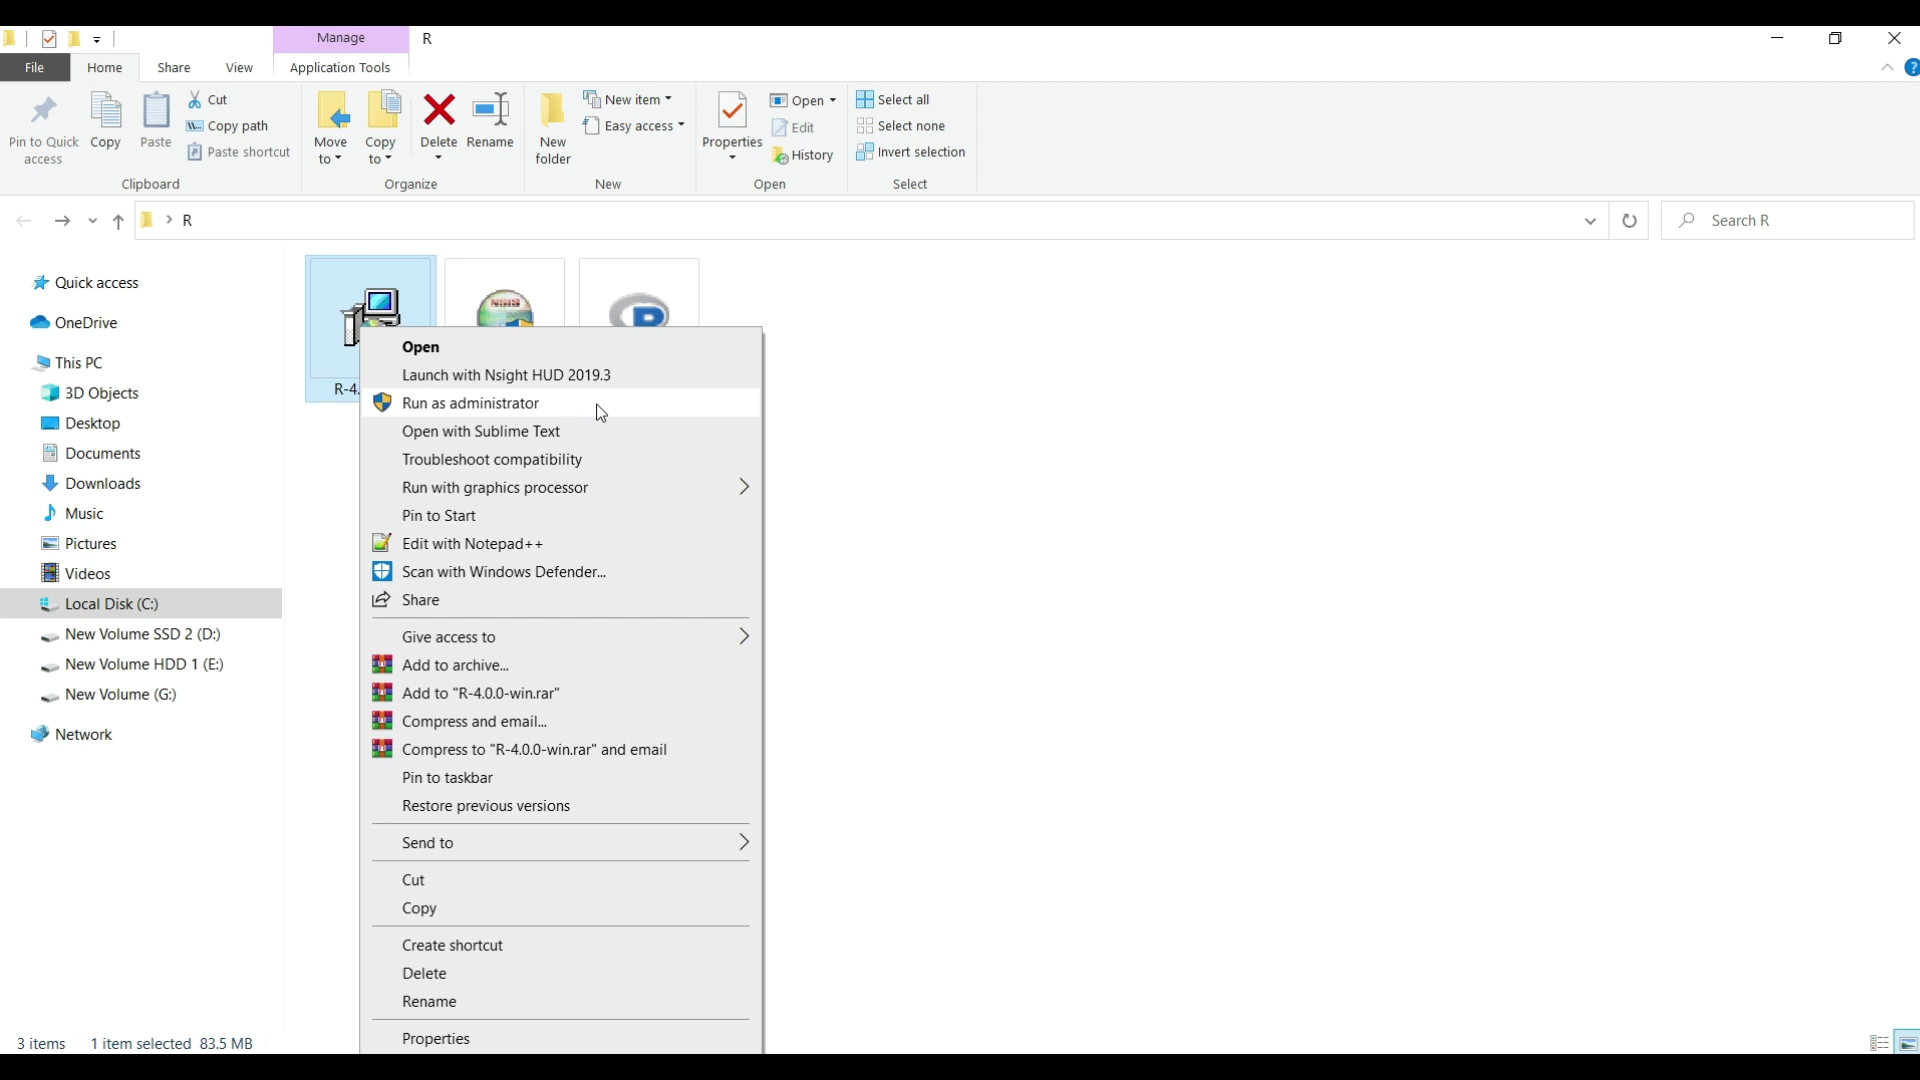 Manage
R
File
Home
Share
View
Application Tools
Pin to Quick
access
Copy
Paste
Cut
Copy path
Paste shortcut
Clipboard
Move
to
Copy
to
Delete
Rename
Organize
New
folder
New item
Easy access
New
Properties
Open
Edit
History
Open
Select all
Select none
Invert selection
Select
R
Search R
Quick access
OneDrive
This PC
3D Objects
Desktop
Documents
Downloads
Music
Pictures
Videos
Local Disk (C:)
New Volume SSD 2 (D:)
New Volume HDD 1 (E:)
New Volume (G:)
Network
NSIS
R
R-4.
Open
Launch with Nsight HUD 2019.3
Run as administrator
Open with Sublime Text
Troubleshoot compatibility
Run with graphics processor
Pin to Start
Edit with Notepad++
Scan with Windows Defender...
Share
Give access to
Add to archive...
Add to "R-4.0.0-win.rar"
Compress and email...
Compress to "R-4.0.0-win.rar" and email
Pin to taskbar
Restore previous versions
Send to
Cut
Copy
Create shortcut
Delete
Rename
Properties
3 items 1 item selected 83.5 MB